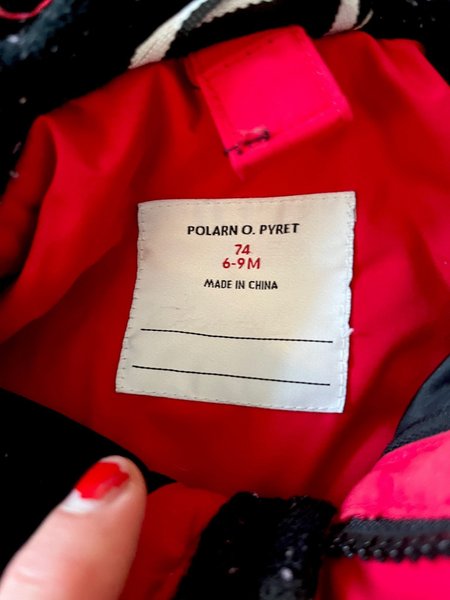 POLARN O. PYRET
74
6-9M
MADE IN CHINA